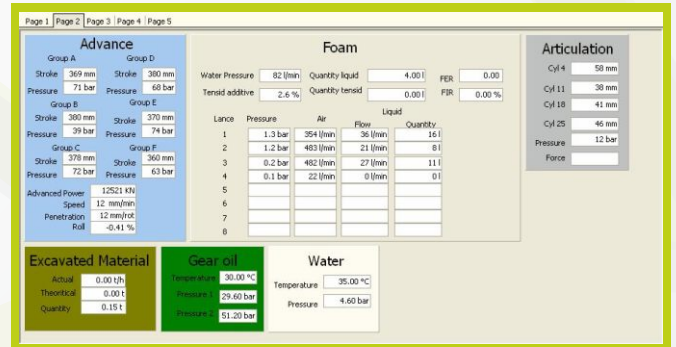 Page 1 Page 2 Page 3 Page 4 Page 5
Advance
Group A Group D
Stroke 369 mm Stroke 380 mm
Pressure 71 bar Pressure 68 bar
Group B Group E
Stroke 380 mm Stroke 370 mm
Pressure 39 bar Pressure 74 bar
Group C Group F
Stroke 378 mm Stroke 360 mm
Pressure 72 bar Pressure 63 bar
Advanced Power 12521 KN
Speed 12 mm/min
Penetration 12 mm/rot
Roll -0.41 %
Foam
Water Pressure 82 l/min Quantity liquid 4.00 l FER 0.00
Tensid additive 2.6 % Quantity tensid 0.00 l FIR 0.00 %
Liquid
Lance Pressure Air Flow Quantity
1 1.3 bar 354 l/min 36 l/min 16 l
2 1.2 bar 483 l/min 21 l/min 8 l
3 0.2 bar 482 l/min 27 l/min 11 l
4 0.1 bar 22 l/min 0 l/min 0 l
5
6
7
8
Articulation
Cyl 4 58 mm
Cyl 11 38 mm
Cyl 18 41 mm
Cyl 25 46 mm
Pressure 12 bar
Force
Excavated Material
Actual 0.00 t/h
Theoritical 0.00 t
Quantity 0.15 t
Gear oil
Temperature 30.00 °C
Pressure 1 29.60 bar
Pressure 2 51.20 bar
Water
Temperature 35.00 °C
Pressure 4.60 bar